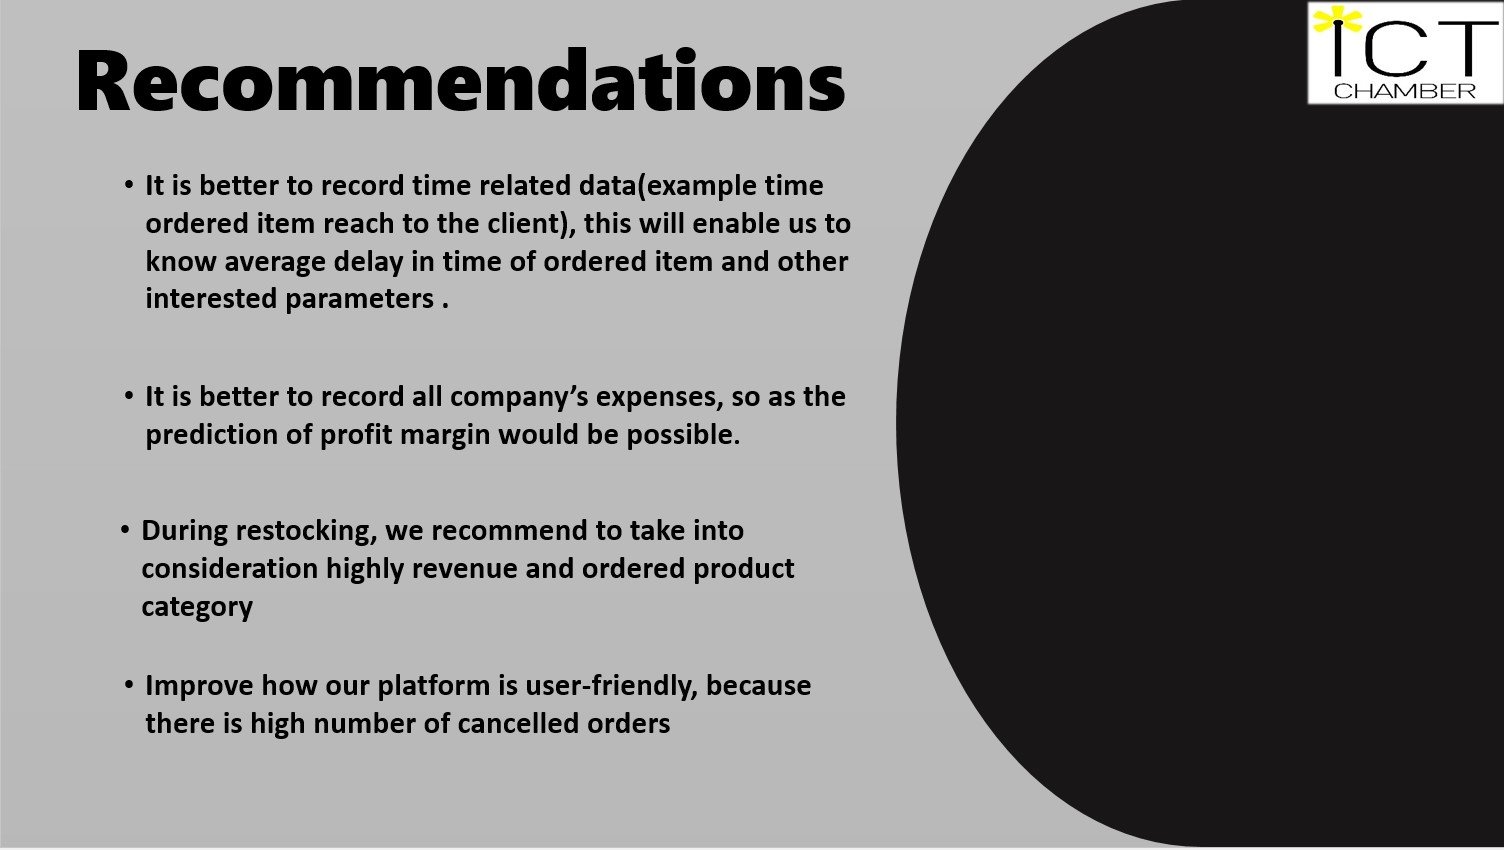 iCT
CHAMBER
Recommendations
• It is better to record time related data(example time
ordered item reach to the client), this will enable us to
know average delay in time of ordered item and other
interested parameters .
• It is better to record all company’s expenses, so as the
prediction of profit margin would be possible.
• During restocking, we recommend to take into
consideration highly revenue and ordered product
category
• Improve how our platform is user-friendly, because
there is high number of cancelled orders